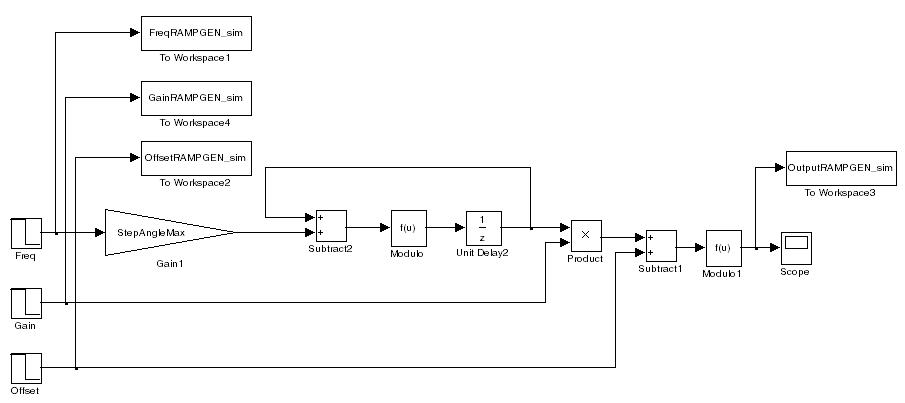 FreqRAMPGEN_sim
To Workspace1
GainRAMPGEN_sim
To Workspace4
OffsetRAMPGEN_sim
To Workspace2
OutputRAMPGEN_sim
To Workspace3
Freq
StepAngleMax
Gain1
+
+
Subtract2
f(u)
Modulo
1
z
Unit Delay2
×
Product
+
+
Subtract1
f(u)
Modulo1
Scope
Gain
Offset